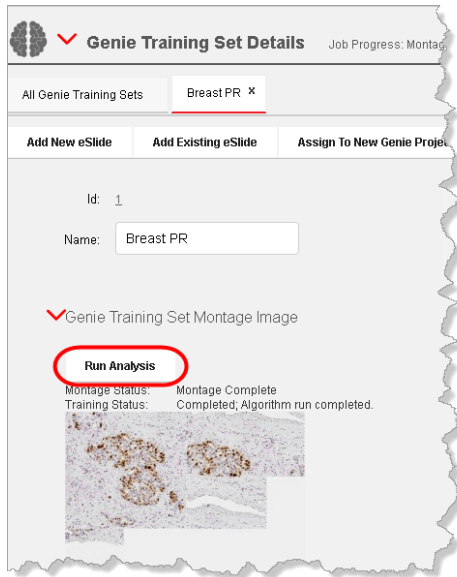 Genie Training Set Details Job Progress: Montag
All Genie Training Sets Breast PR x
Add New eSlide Add Existing eSlide Assign To New Genie Projec
Id: 1
Name: Breast PR
Genie Training Set Montage Image
Run Analysis
Montage Status: Montage Complete
Training Status: Completed; Algorithm run completed.